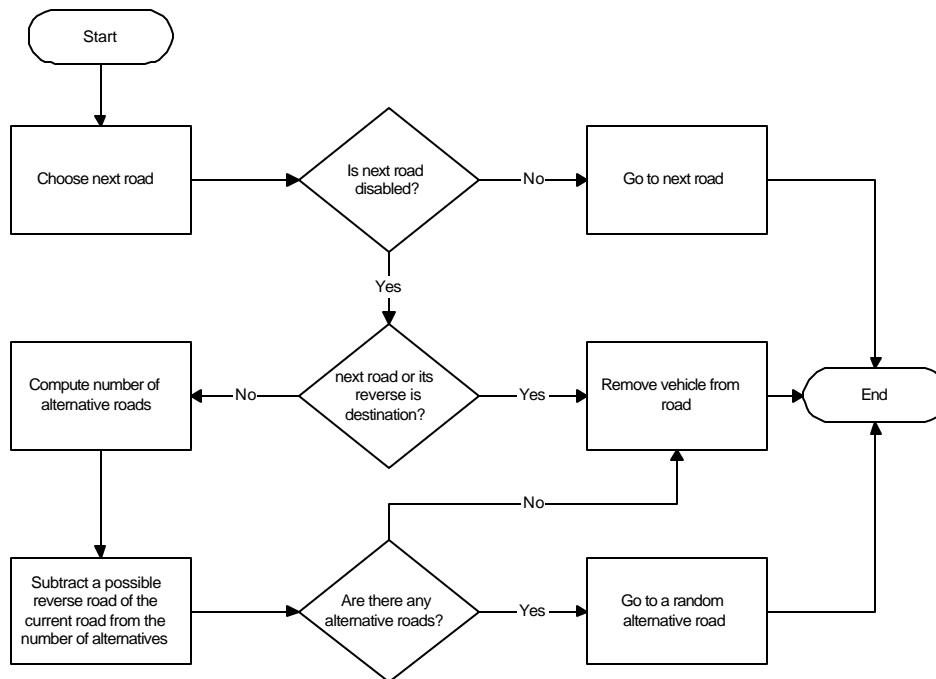 Start
Choose next road
Is next road
disabled?
No
Go to next road
Yes
Compute number of
alternative roads
No
next road or its
reverse is
destination?
Yes
Remove vehicle from
road
End
No
Subtract a possible
reverse road of the
current road from the
number of alternatives
Are there any
alternative roads?
Yes
Go to a random
alternative road